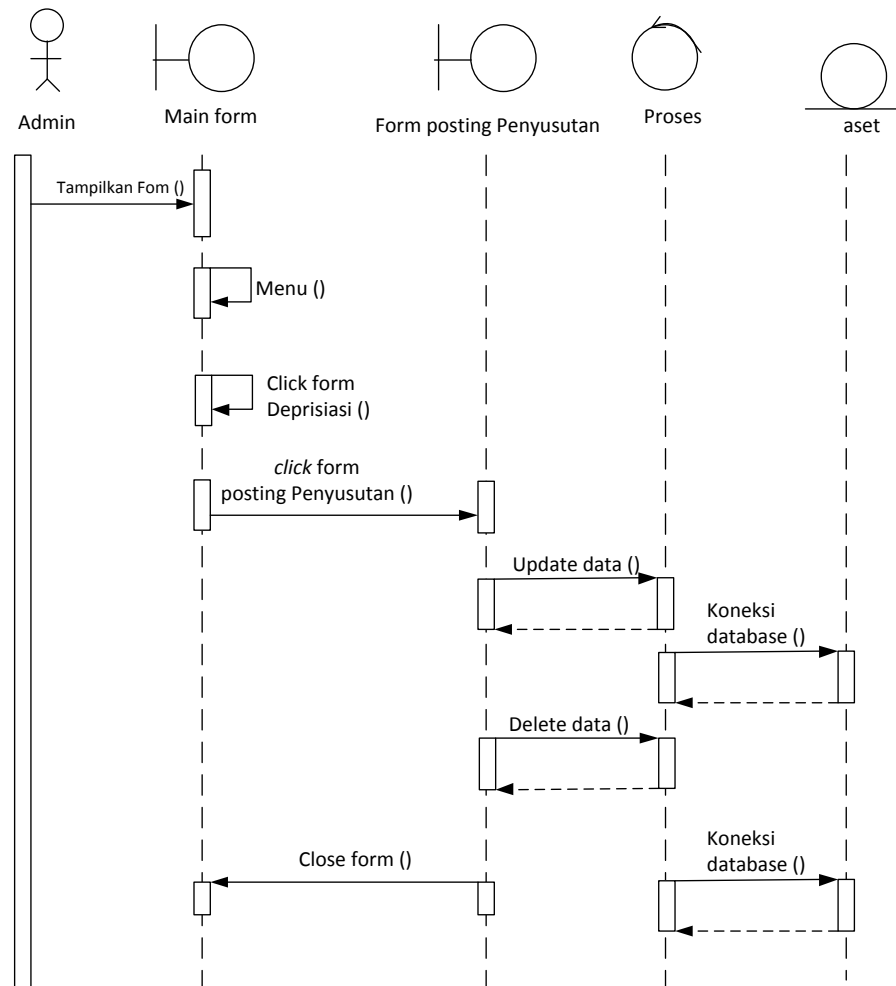 Admin
Main form
Form posting Penyusutan
Proses
aset
Tampilkan Fom ()
Menu ()
Click form
Deprisiasi ()
click form
posting Penyusutan ()
Update data ()
Koneksi
database ()
Delete data ()
Koneksi
database ()
Close form ()